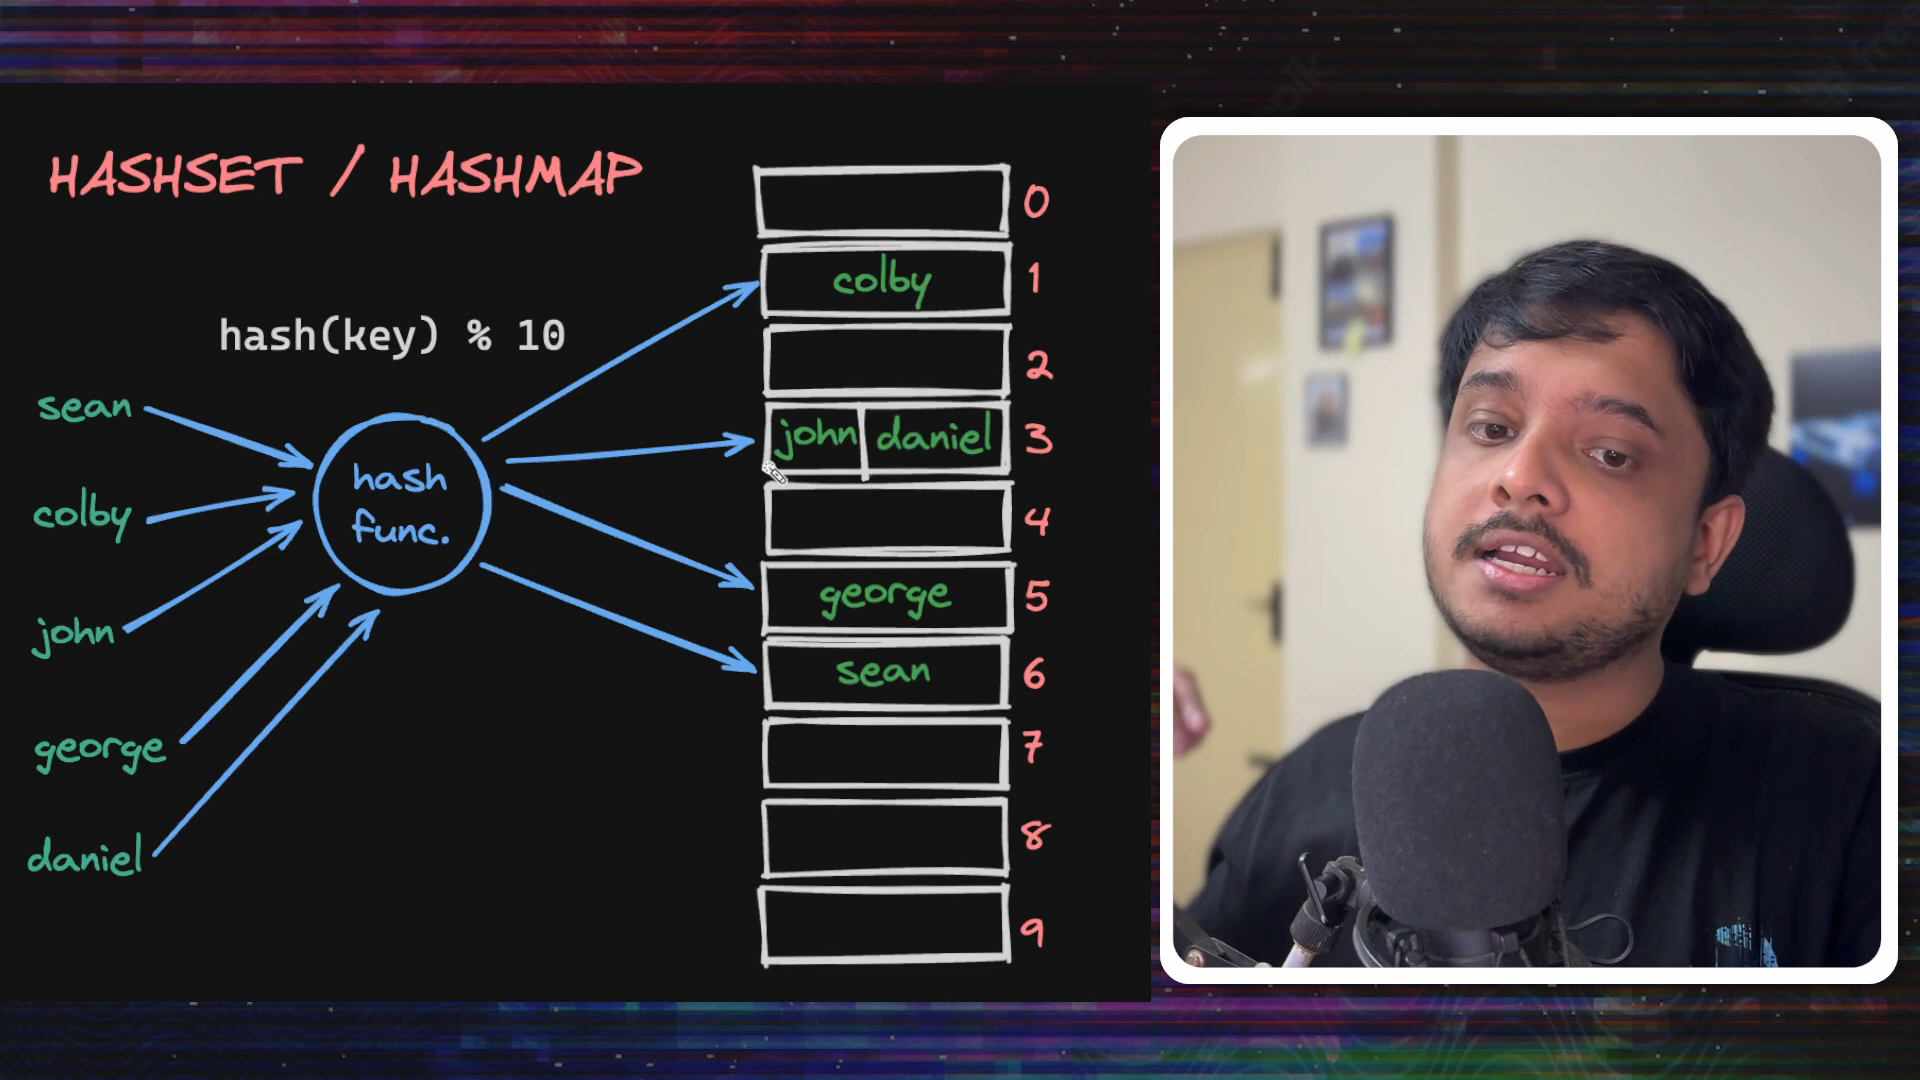 HASHSET / HASHMAP
hash(key) % 10
sean
colby
john
george
daniel
hash
func.
0
colby 1
2
john daniel 3
4
george 5
sean 6
7
8
9